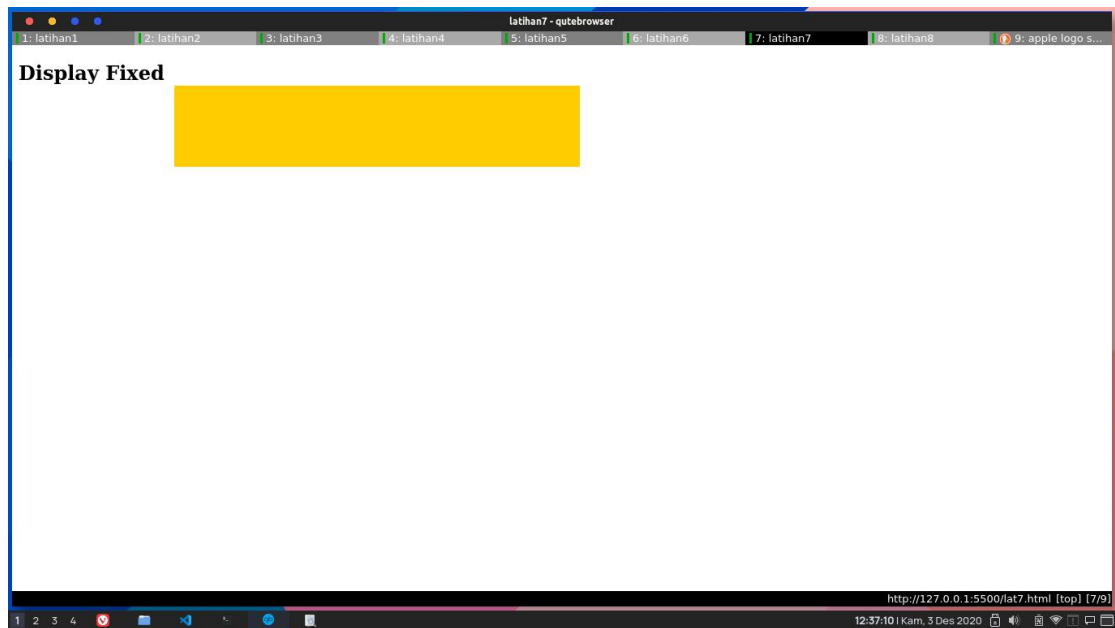 latihan7 - qutebrowser
1: latihan1 2: latihan2 3: latihan3 4: latihan4 5: latihan5 6: latihan6 7: latihan7 8: latihan8 9: apple logo s...
Display Fixed
http://127.0.0.1:5500/lat7.html [top] [7/9]
1 2 3 4 12:37:10 | Kam, 3 Des 2020